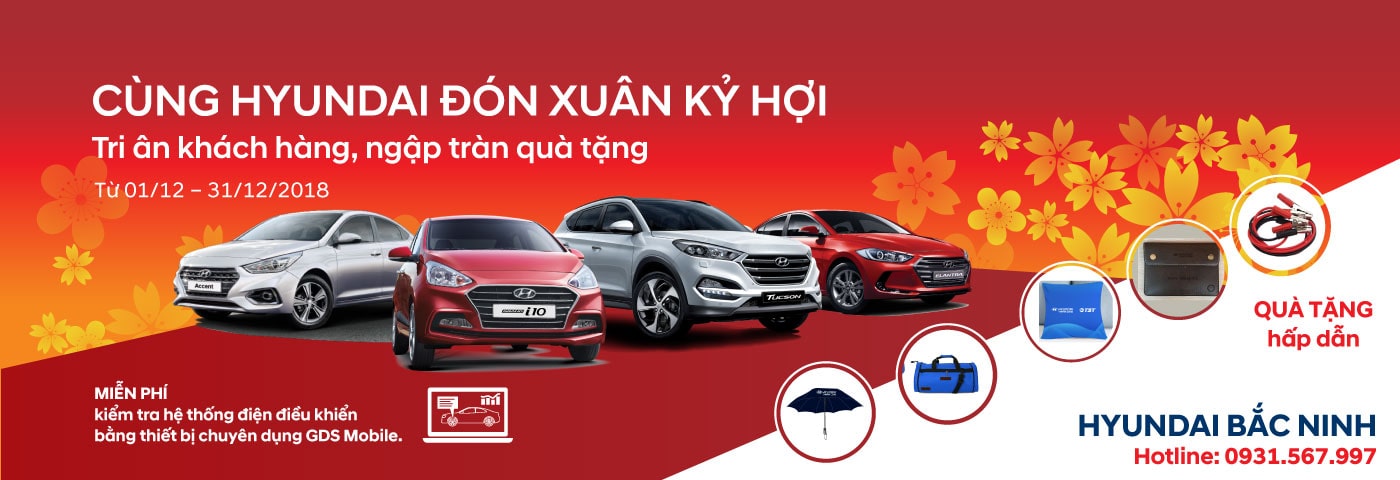 CÙNG HYUNDAI ĐÓN XUÂN KỶ HỢI
Tri ân khách hàng, ngập tràn quà tặng
Từ 01/12 – 31/12/2018
Accent
i10
TUCSON
ELANTRA
QUÀ TẶNG
hấp dẫn
MIỄN PHÍ
kiểm tra hệ thống điện điều khiển
bằng thiết bị chuyên dụng GDS Mobile.
HYUNDAI BẮC NINH
Hotline: 0931.567.997